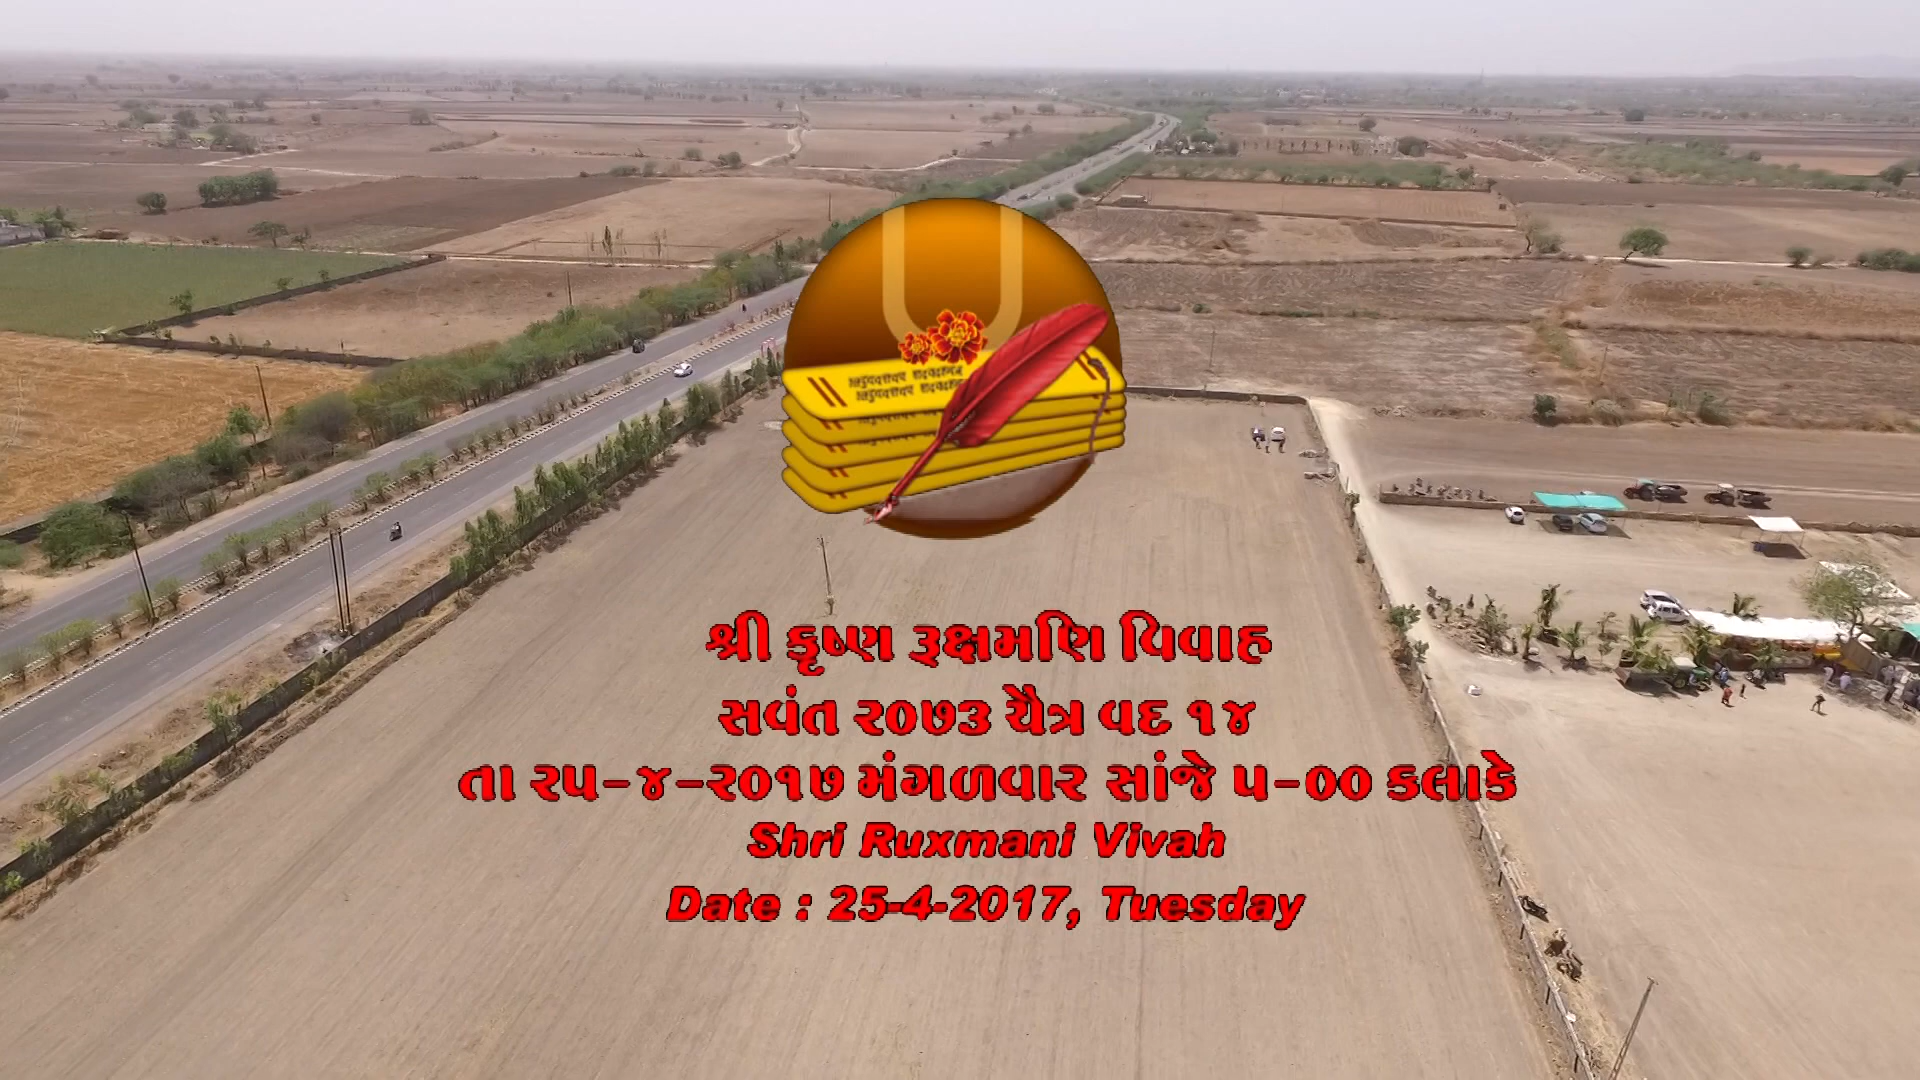 શ્રી કૃષ્ણ રૂક્ષમણિ વિવાહ
સવંત ૨૦૭૩ ચૈત્ર વદ ૧૪
તા ૨૫-૪-૨૦૧૭ મંગળવાર સાંજે ૫-૦૦ કલાકે
Shri Ruxmani Vivah
Date : 25-4-2017, Tuesday